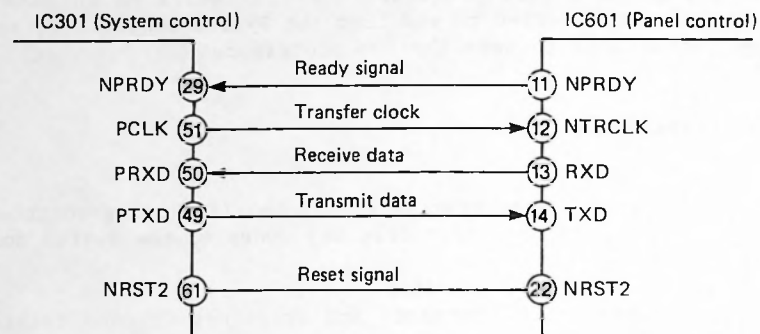 IC301 (System control) IC601 (Panel control)
NPRDY 29 Ready signal 11 NPRDY
PCLK 51 Transfer clock 12 NTRCLK
PRXD 50 Receive data 13 RXD
PTXD 49 Transmit data 14 TXD
NRST2 61 Reset signal 22 NRST2